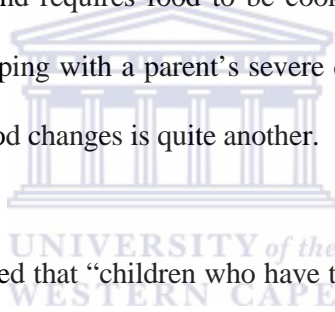 and requires food to be cook
ping with a parent's severe
od changes is quite another.
UNIVERSITY of the
ed that “children who have t
WESTERN CAPE